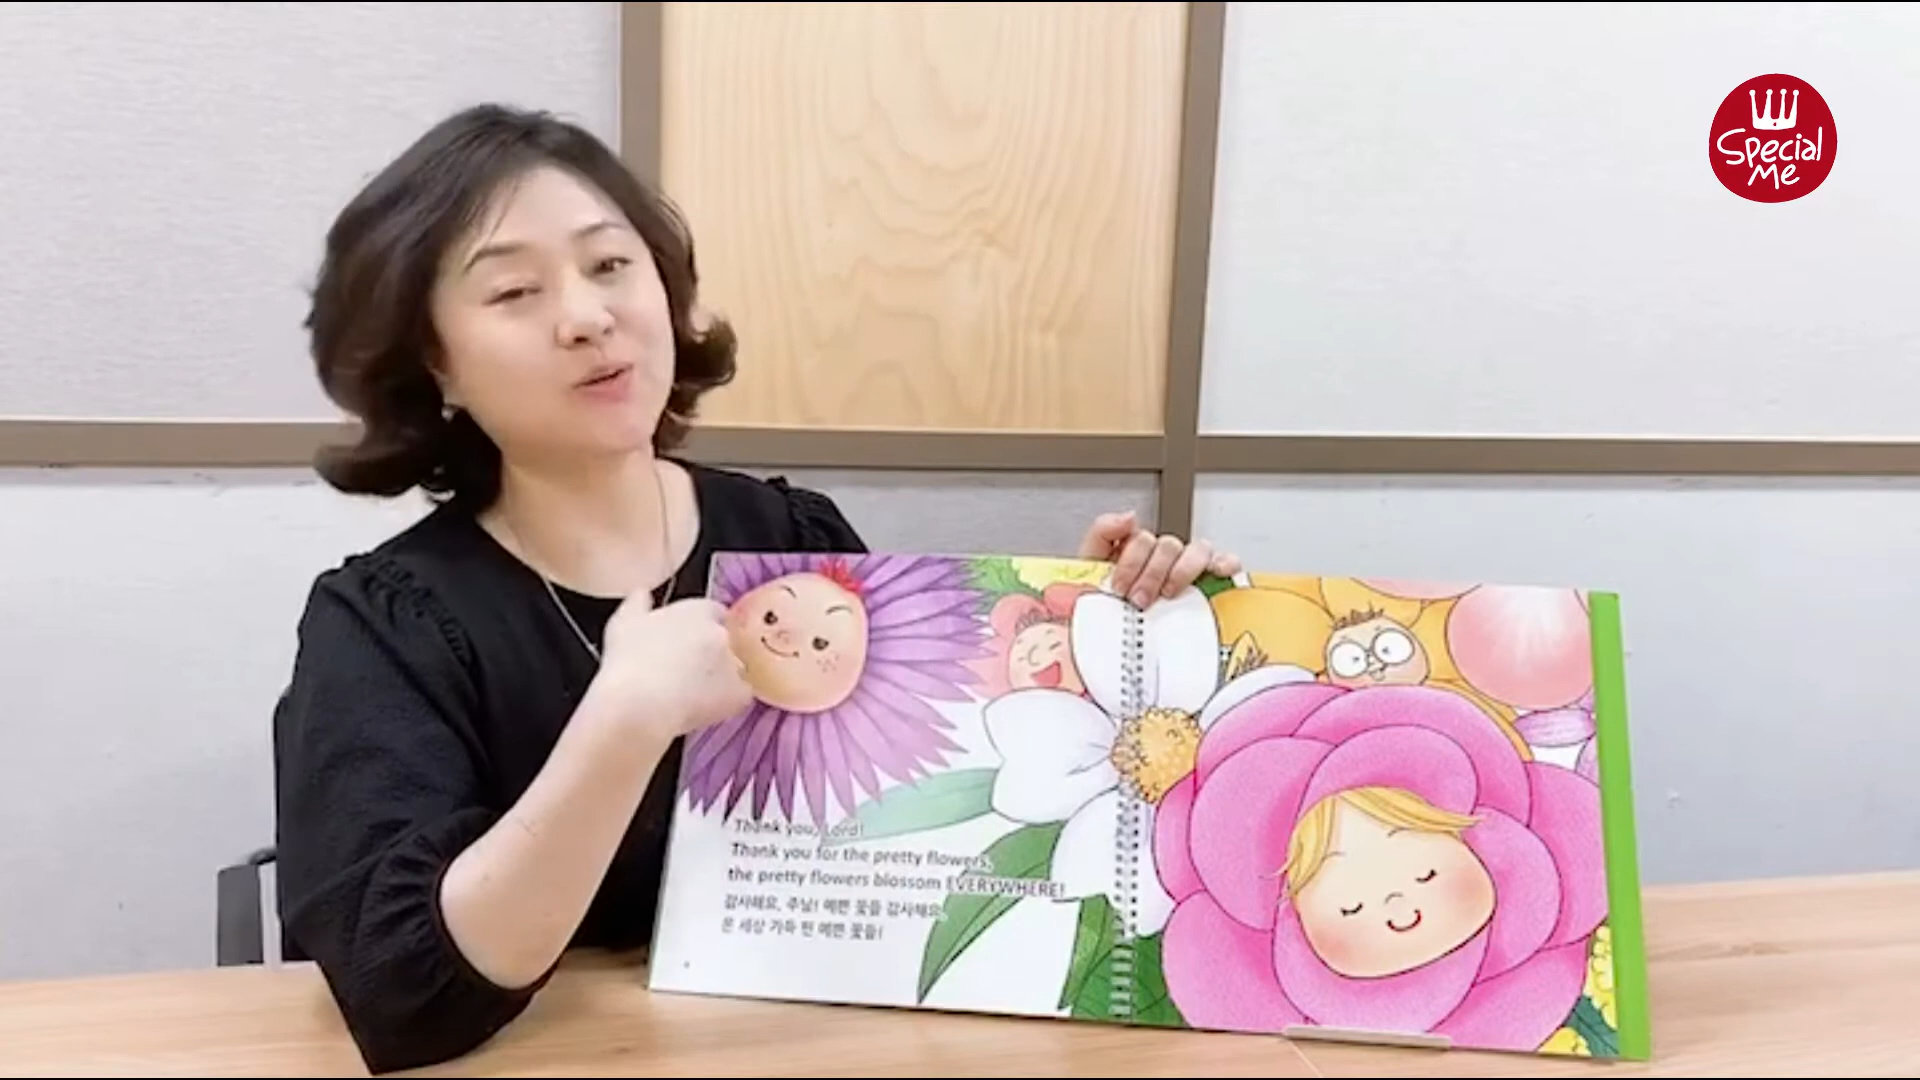 Special
Me
Thank you, Lord!
Thank you for the pretty flowers,
the pretty flowers blossom EVERYWHERE!
감사해요, 주님! 예쁜 꽃들 감사해요,
온 세상 가득 핀 예쁜 꽃들!